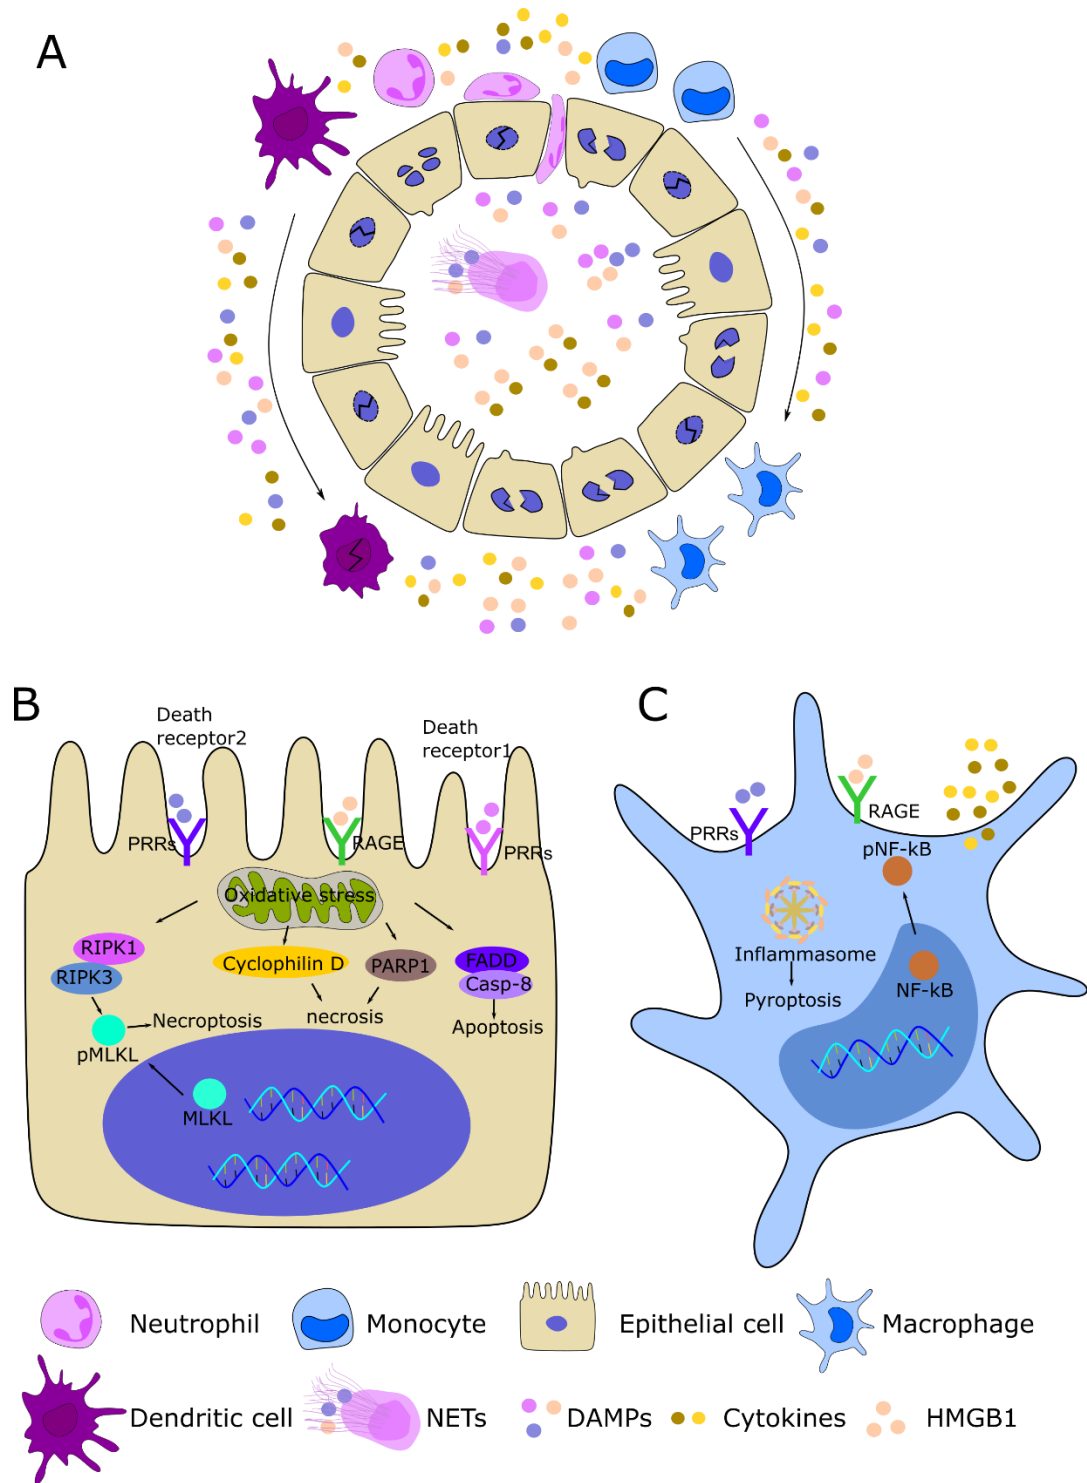 A
B
C
Death
receptor2
Death
receptor1
PRRs
RAGE
PRRs
Oxidative stress
RIPK1
RIPK3
Cyclophilin D
PARP1
FADD
Casp-8
pMLKL
Necroptosis
necrosis
Apoptosis
MLKL
PRRs
RAGE
pNF-kB
Inflammasome
NF-kB
Pyroptosis
Neutrophil
Monocyte
Epithelial cell
Macrophage
Dendritic cell
NETs
DAMPs
Cytokines
HMGB1